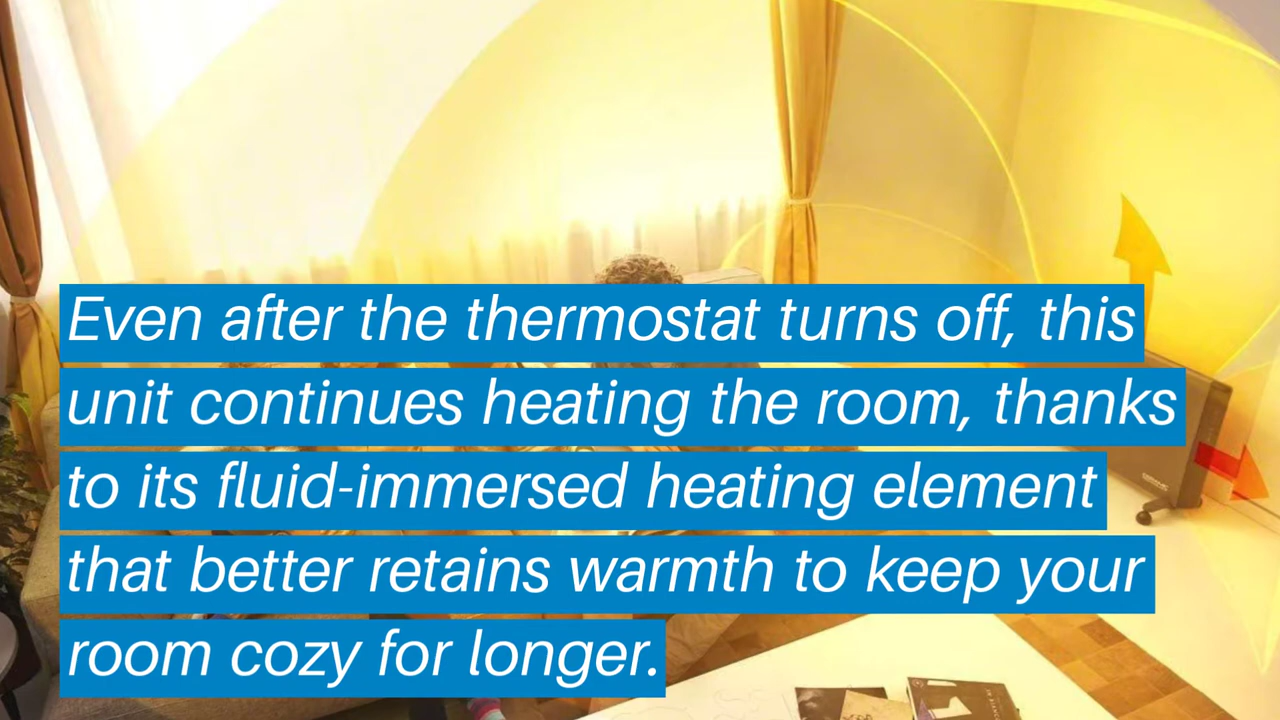 Even after the thermostat turns off, this
unit continues heating the room, thanks
to its fluid-immersed heating element
that better retains warmth to keep your
room cozy for longer.